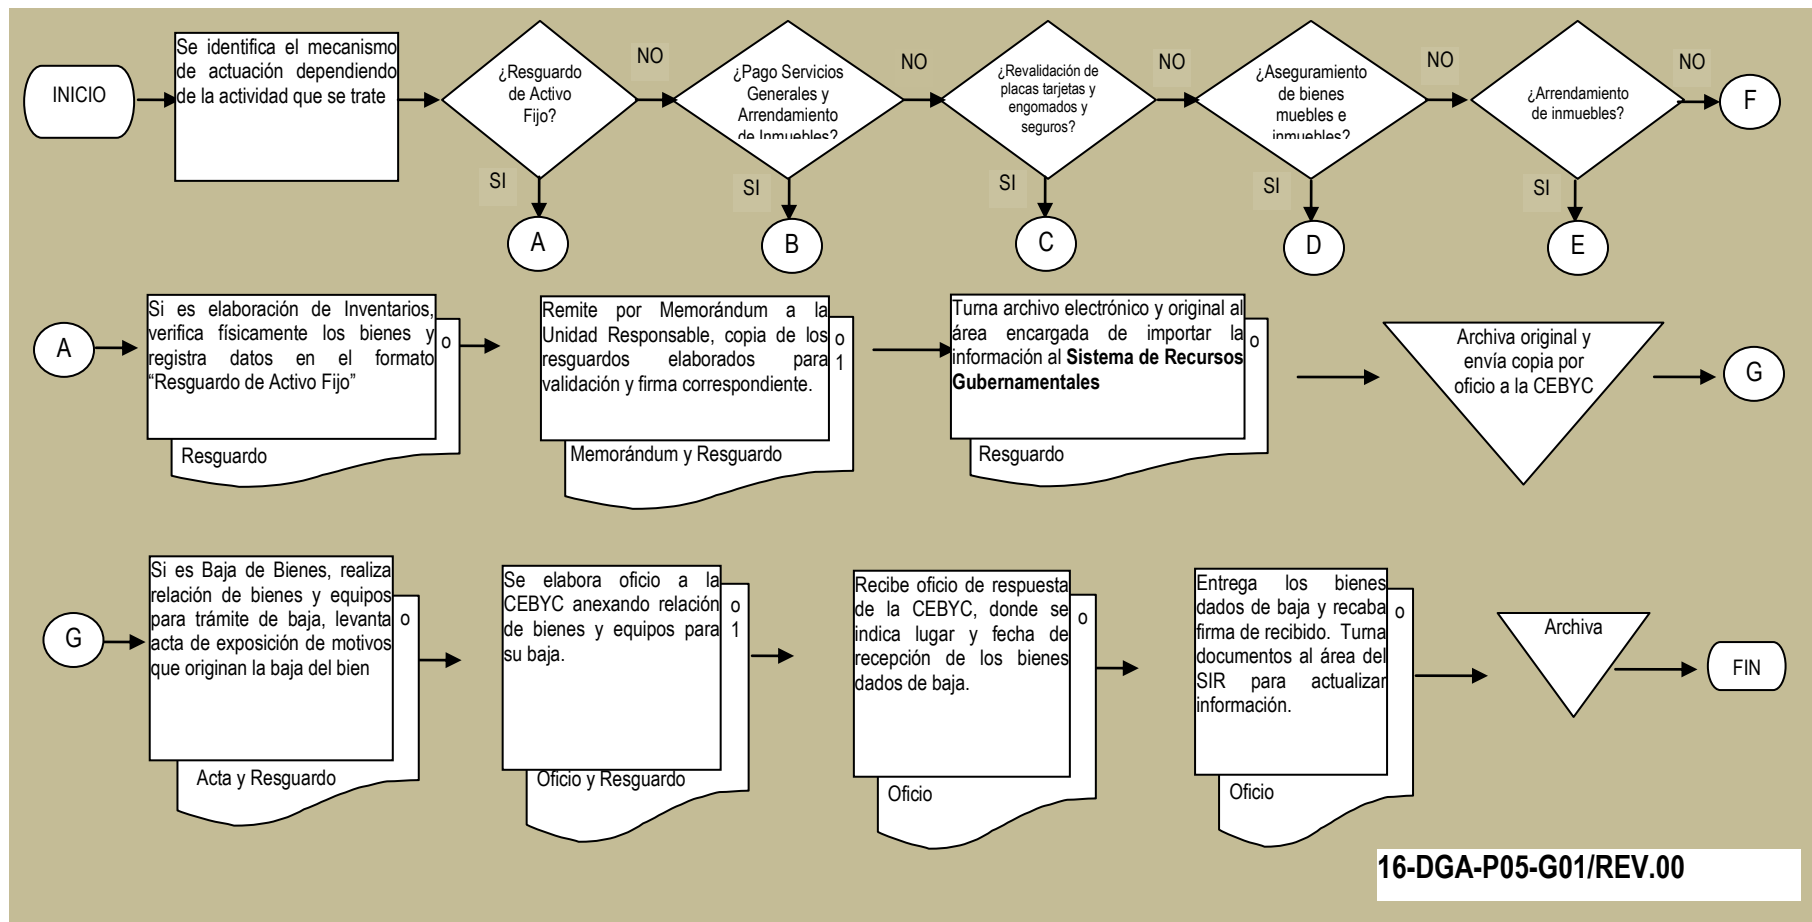 INICIO
Se identifica el mecanismo
de actuación dependiendo
de la actividad que se trate
¿Resguardo
de Activo
Fijo?
NO
SI
A
¿Pago Servicios
Generales y
Arrendamiento
de Inmuebles?
NO
SI
B
¿Revalidación de
placas tarjetas y
engomados y
seguros?
NO
SI
C
¿Aseguramiento
de bienes
muebles e
inmuebles?
NO
SI
D
¿Arrendamiento
de inmuebles?
NO
SI
E
F
A
Si es elaboración de Inventarios,
verifica físicamente los bienes y
registra datos en el formato
“Resguardo de Activo Fijo”
o
Resguardo
Remite por Memorándum a la
Unidad Responsable, copia de los
resguardos elaborados para
validación y firma correspondiente.
o
1
Memorándum y Resguardo
Turna archivo electrónico y original al
área encargada de importar la
información al Sistema de Recursos
Gubernamentales
o
Resguardo
Archiva original y
envía copia por
oficio a la CEBYC
G
G
Si es Baja de Bienes, realiza
relación de bienes y equipos
para trámite de baja, levanta
acta de exposición de motivos
que originan la baja del bien
o
Acta y Resguardo
Se elabora oficio a la
CEBYC anexando relación
de bienes y equipos para
su baja.
o
1
Oficio y Resguardo
Recibe oficio de respuesta
de la CEBYC, donde se
indica lugar y fecha de
recepción de los bienes
dados de baja.
o
Oficio
Entrega los bienes
dados de baja y recaba
firma de recibido. Turna
documentos al área del
SIR para actualizar
información.
o
Oficio
Archiva
FIN
16-DGA-P05-G01/REV.00